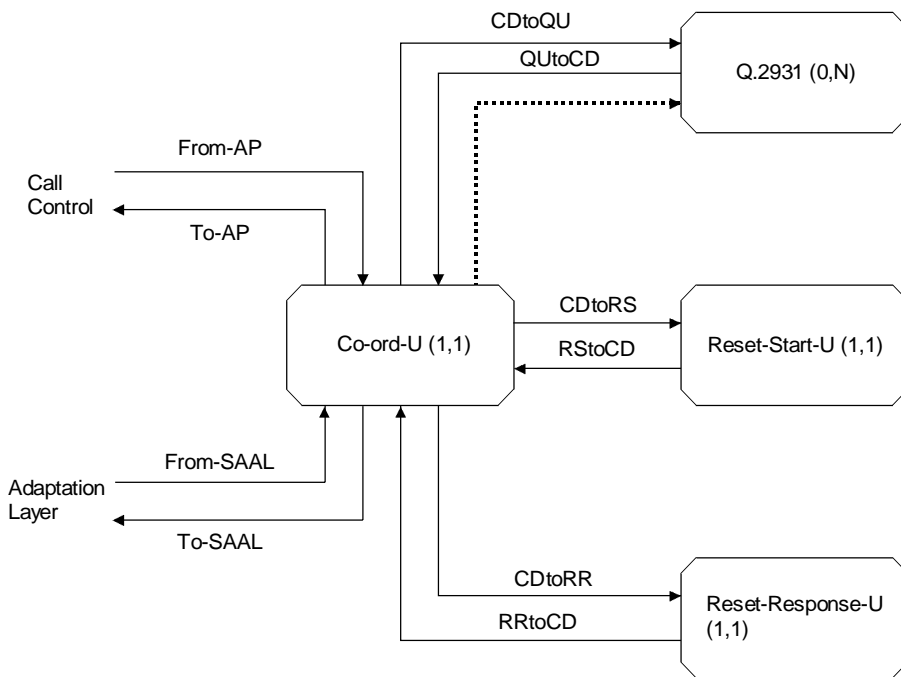 CDtoQU
QUtoCD
Q.2931 (0,N)
From-AP
Call
Control
To-AP
Co-ord-U (1,1)
CDtoRS
RStoCD
Reset-Start-U (1,1)
From-SAAL
Adaptation
Layer
To-SAAL
CDtoRR
RRtoCD
Reset-Response-U
(1,1)